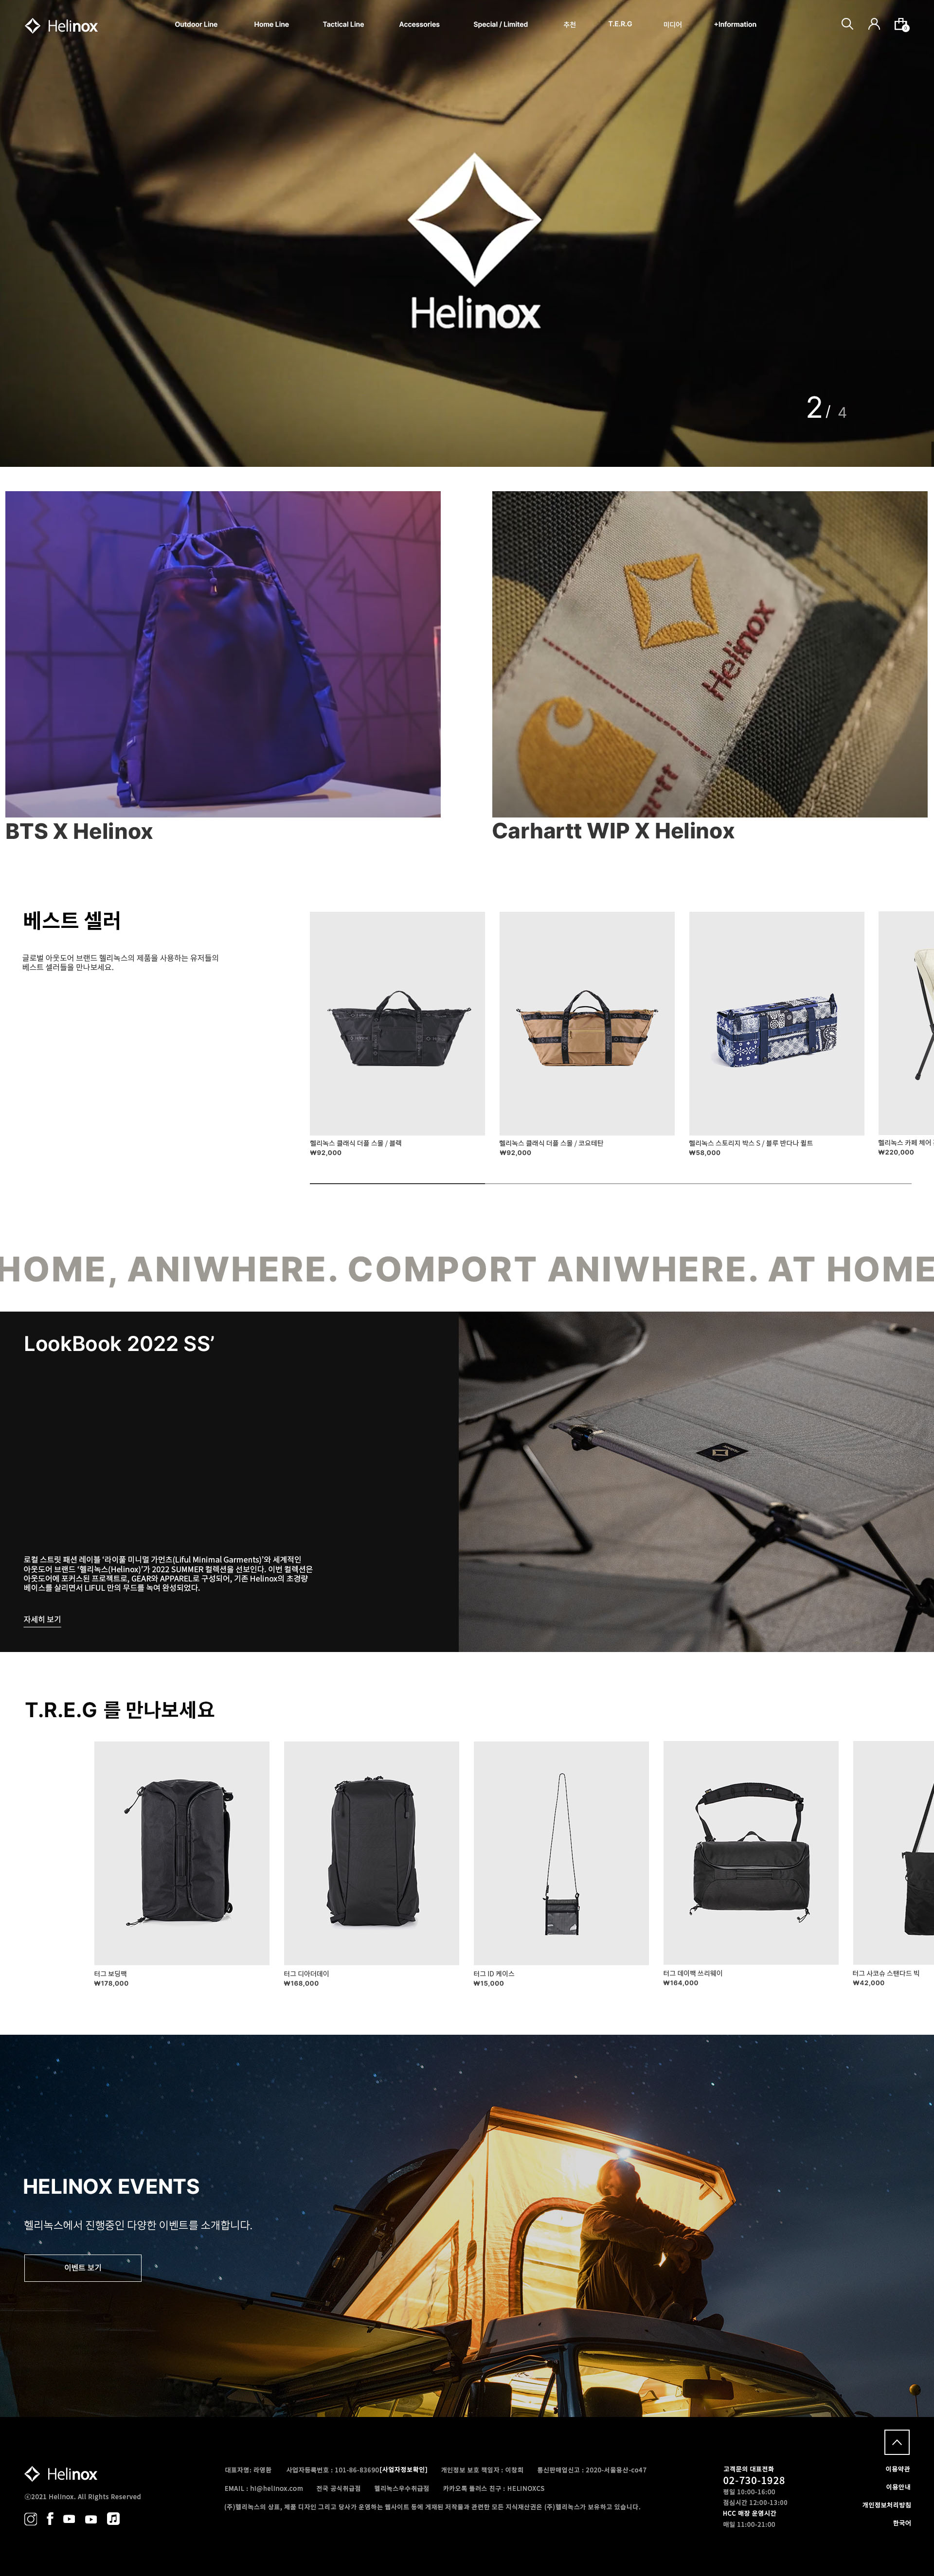 Helinox
Outdoor Line
Home Line
Tactical Line
Accessories
Special / Limited
추천
T.E.R.G
미디어
+Information
0
Helinox
2 / 4
Helinox
BTS X Helinox
Carhartt WIP X Helinox
베스트 셀러
글로벌 아웃도어 브랜드 헬리녹스의 제품을 사용하는 유저들의
베스트 셀러들을 만나보세요.
헬리녹스 클래식 더플 스몰 / 블랙
₩92,000
헬리녹스 클래식 더플 스몰 / 코요테탄
₩92,000
헬리녹스 스토리지 박스 S / 블루 반다나 퀼트
₩58,000
헬리녹스 카페 체어
₩220,000
HOME, ANIWHERE. COMPORT ANIWHERE. AT HOME
LookBook 2022 SS’
로컬 스트릿 패션 레이블 ‘라이풀 미니멀 가먼츠(Liful Minimal Garments)’와 세계적인
아웃도어 브랜드 ‘헬리녹스(Helinox)’가 2022 SUMMER 컬렉션을 선보인다. 이번 컬렉션은
아웃도어에 포커스된 프로젝트로, GEAR와 APPAREL로 구성되어, 기존 Helinox의 초경량
베이스를 살리면서 LIFUL 만의 무드를 녹여 완성되었다.
자세히 보기
T.R.E.G 를 만나보세요
터그 보딩팩
₩178,000
터그 디아더데이
₩168,000
터그 ID 케이스
₩15,000
터그 데이팩 쓰리웨이
₩164,000
터그 사코슈 스탠다드 빅
₩42,000
HELINOX EVENTS
헬리녹스에서 진행중인 다양한 이벤트를 소개합니다.
이벤트 보기
Helinox
ⓒ2021 Helinox. All Rights Reserved
대표자명: 라영환 사업자등록번호 : 101-86-83690[사업자정보확인] 개인정보 보호 책임자 : 이창희 통신판매업신고 : 2020-서울용산-co47
EMAIL : hi@helinox.com 전국 공식취급점 헬리녹스우수취급점 카카오톡 플러스 친구 : HELINOXCS
(주)헬리녹스의 상표, 제품 디자인 그리고 당사가 운영하는 웹사이트 등에 게재된 저작물과 관련한 모든 지식재산권은 (주)헬리녹스가 보유하고 있습니다.
고객문의 대표전화
02-730-1928
평일 10:00-16:00
점심시간 12:00-13:00
HCC 매장 운영시간
매일 11:00-21:00
이용약관
이용안내
개인정보처리방침
한국어